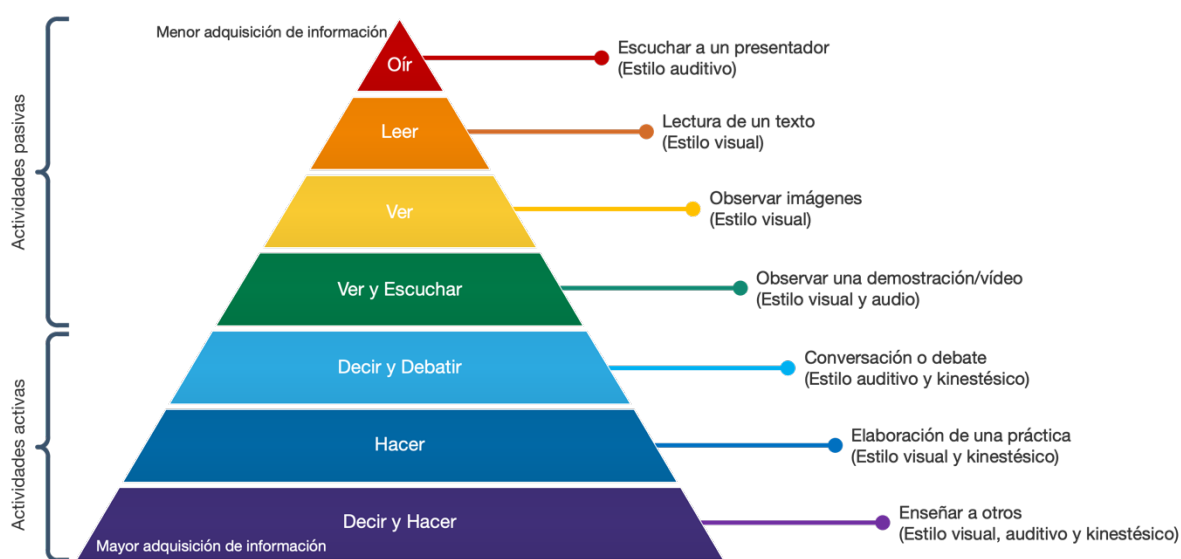 Menor adquisición de información
Oír
Escuchar a un presentador
(Estilo auditivo)
Leer
Lectura de un texto
(Estilo visual)
Actividades pasivas
Ver
Observar imágenes
(Estilo visual)
Ver y Escuchar
Observar una demostración/vídeo
(Estilo visual y audio)
Decir y Debatir
Conversación o debate
(Estilo auditivo y kinestésico)
Actividades activas
Hacer
Elaboración de una práctica
(Estilo visual y kinestésico)
Decir y Hacer
Enseñar a otros
(Estilo visual, auditivo y kinestésico)
Mayor adquisición de información